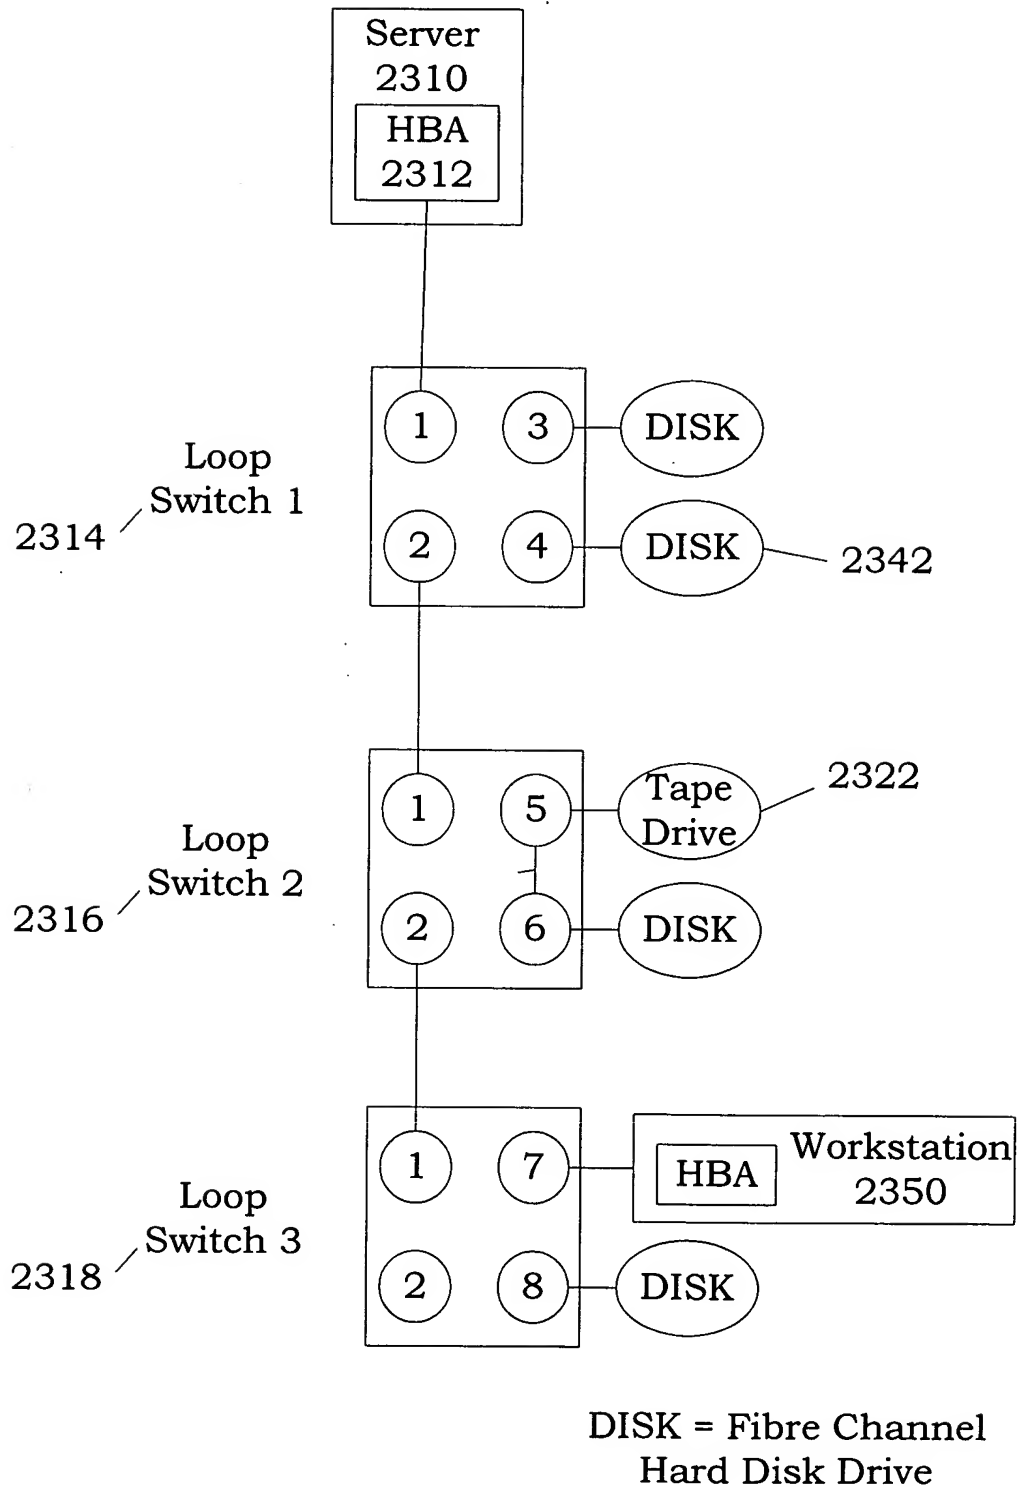 Server
2310
HBA
2312
1
3
DISK
Loop
Switch 1
2314
2
4
DISK
2342
1
5
Tape
Drive
2322
Loop
Switch 2
2316
2
6
DISK
1
7
HBA
Workstation
2350
Loop
Switch 3
2318
2
8
DISK
DISK = Fibre Channel
Hard Disk Drive